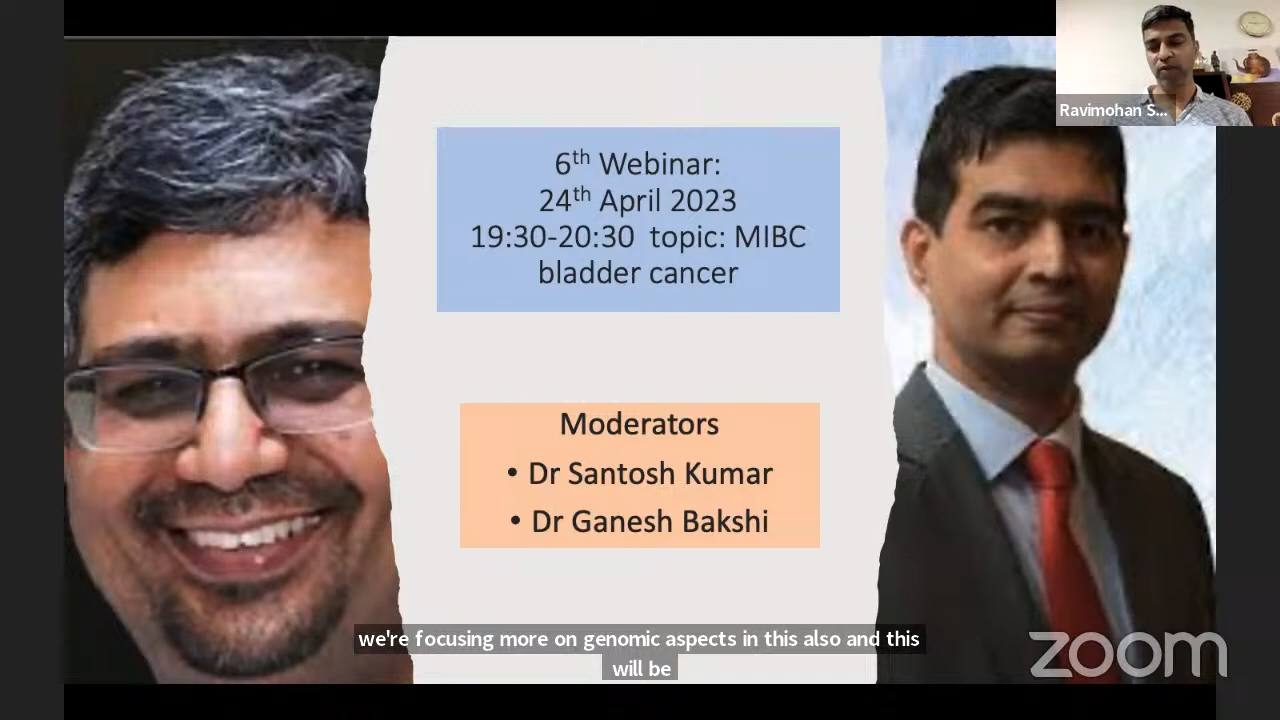 Ravimohan S...
6th Webinar:
24th April 2023
19:30-20:30 topic: MIBC
bladder cancer
Moderators
• Dr Santosh Kumar
• Dr Ganesh Bakshi
we're focusing more on genomic aspects in this also and this
will be
zoom